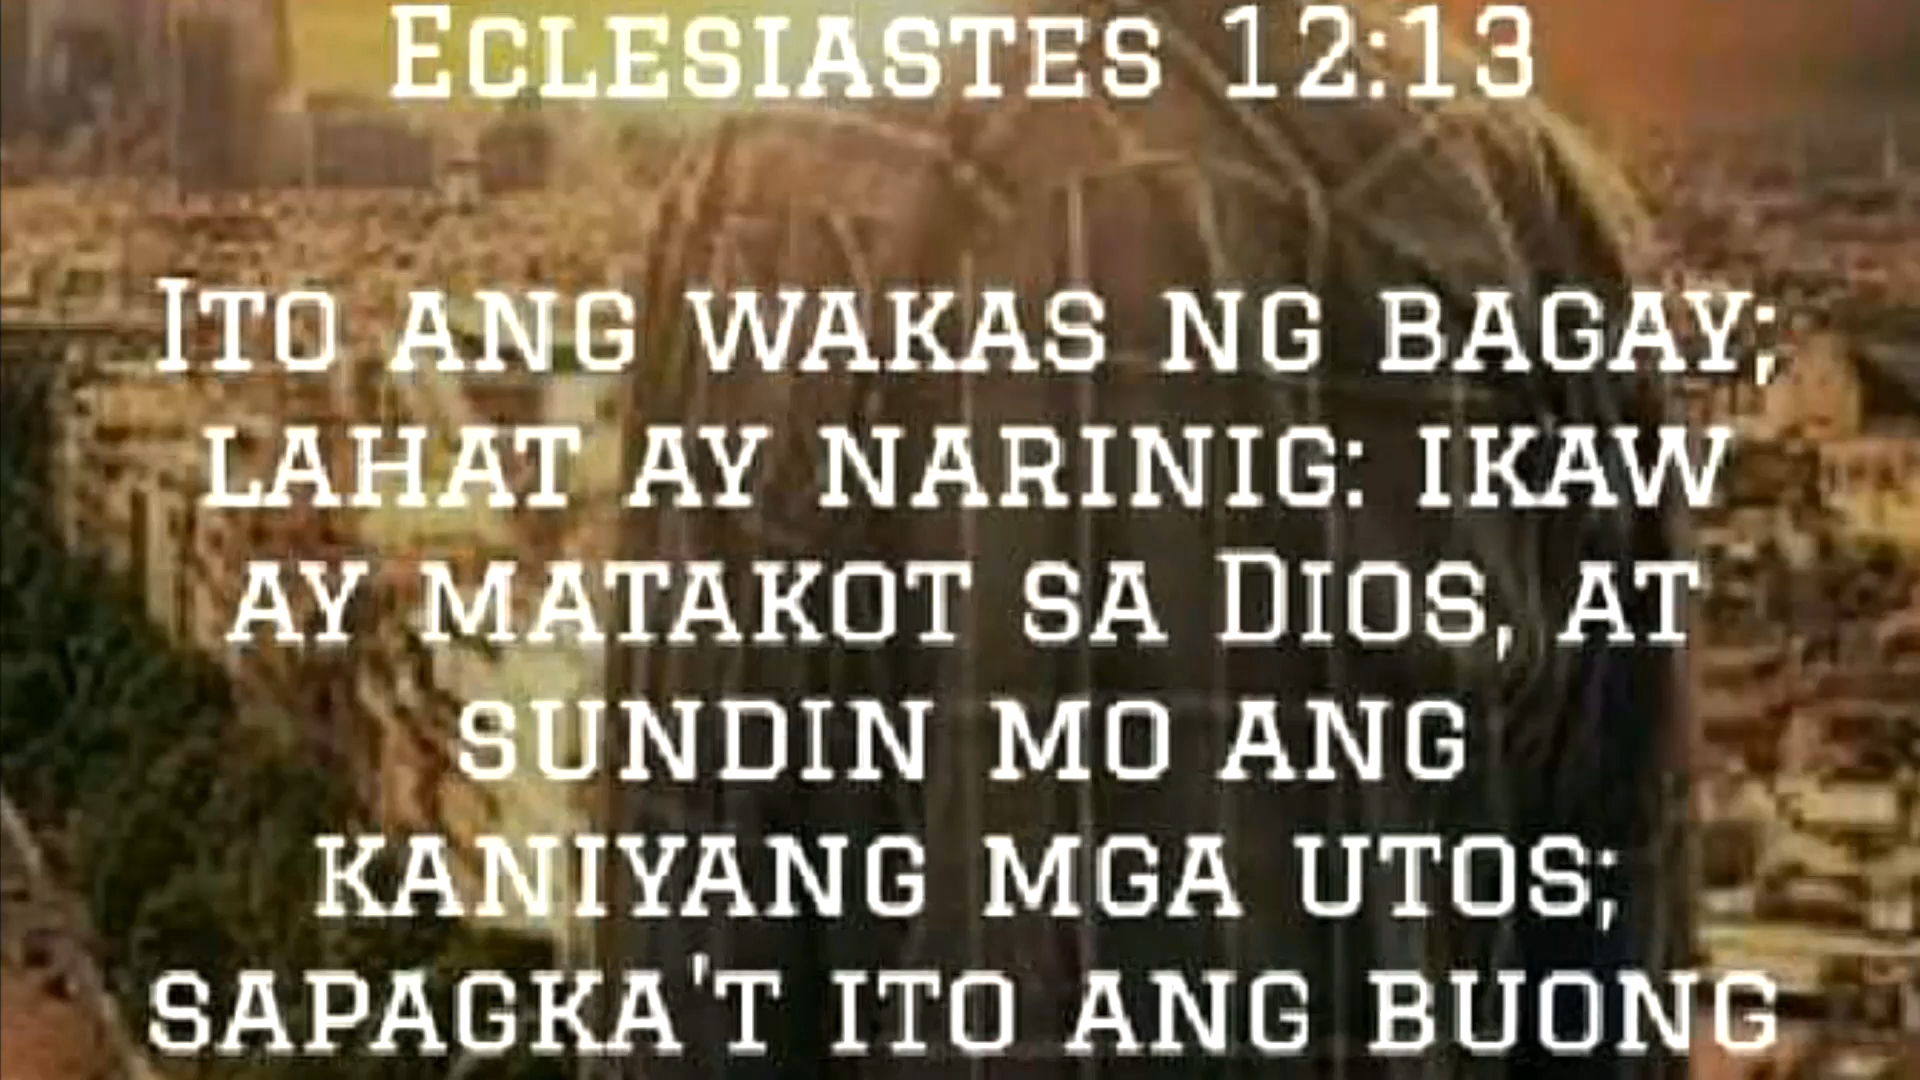 Eclesiastes 12:13
Ito ang wakas ng bagay;
lahat ay narinig: ikaw
ay matakot sa Dios, at
sundin mo ang
kaniyang mga utos;
sapagka't ito ang buong